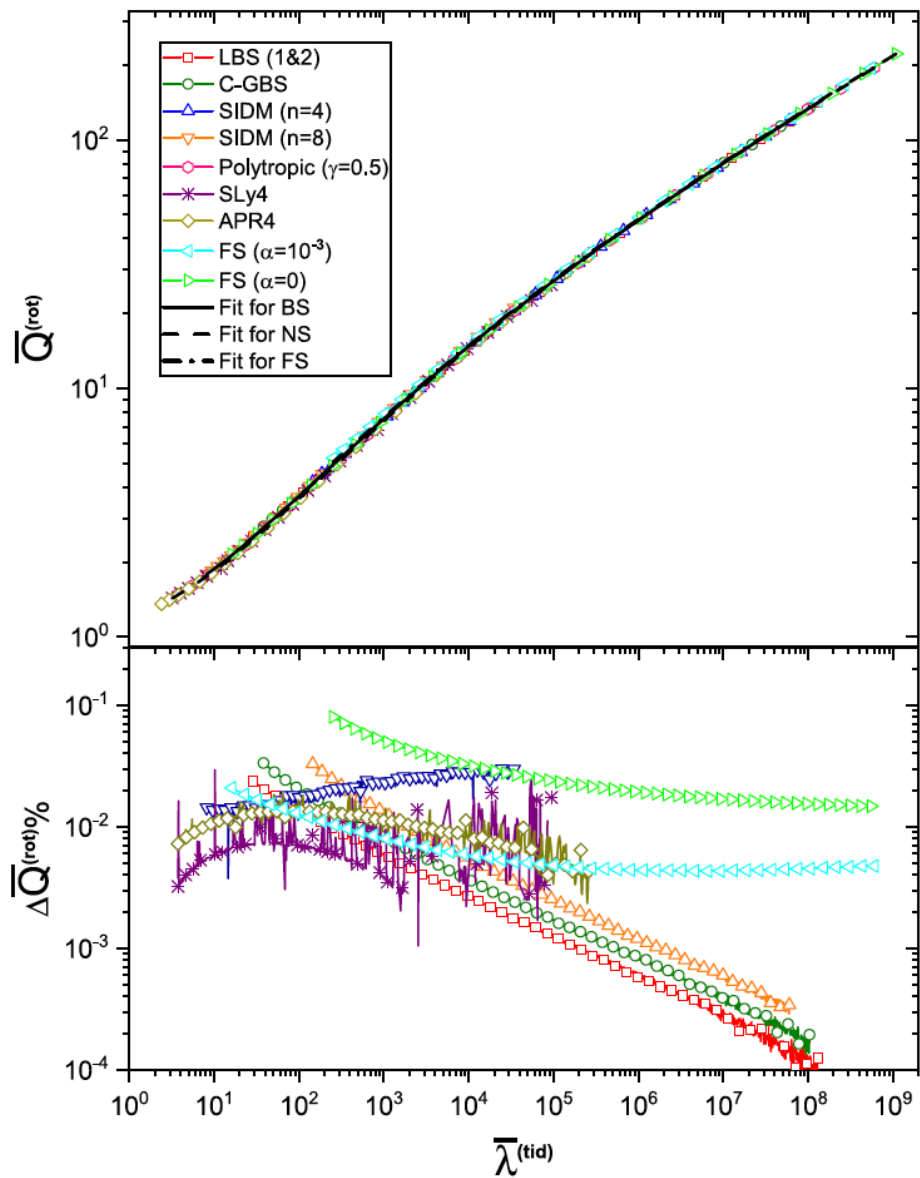 LBS (1&2)
C-GBS
SIDM (n=4)
SIDM (n=8)
Polytropic (γ=0.5)
SLy4
APR4
FS (α=10⁻³)
FS (α=0)
Fit for BS
Fit for NS
Fit for FS
10²
10¹
10⁰
Q̅⁽ʳᵒᵗ⁾
10⁻¹
10⁻²
10⁻³
10⁻⁴
ΔQ̅⁽ʳᵒᵗ⁾%
10⁰ 10¹ 10² 10³ 10⁴ 10⁵ 10⁶ 10⁷ 10⁸ 10⁹
λ̅⁽ᵗⁱᵈ⁾